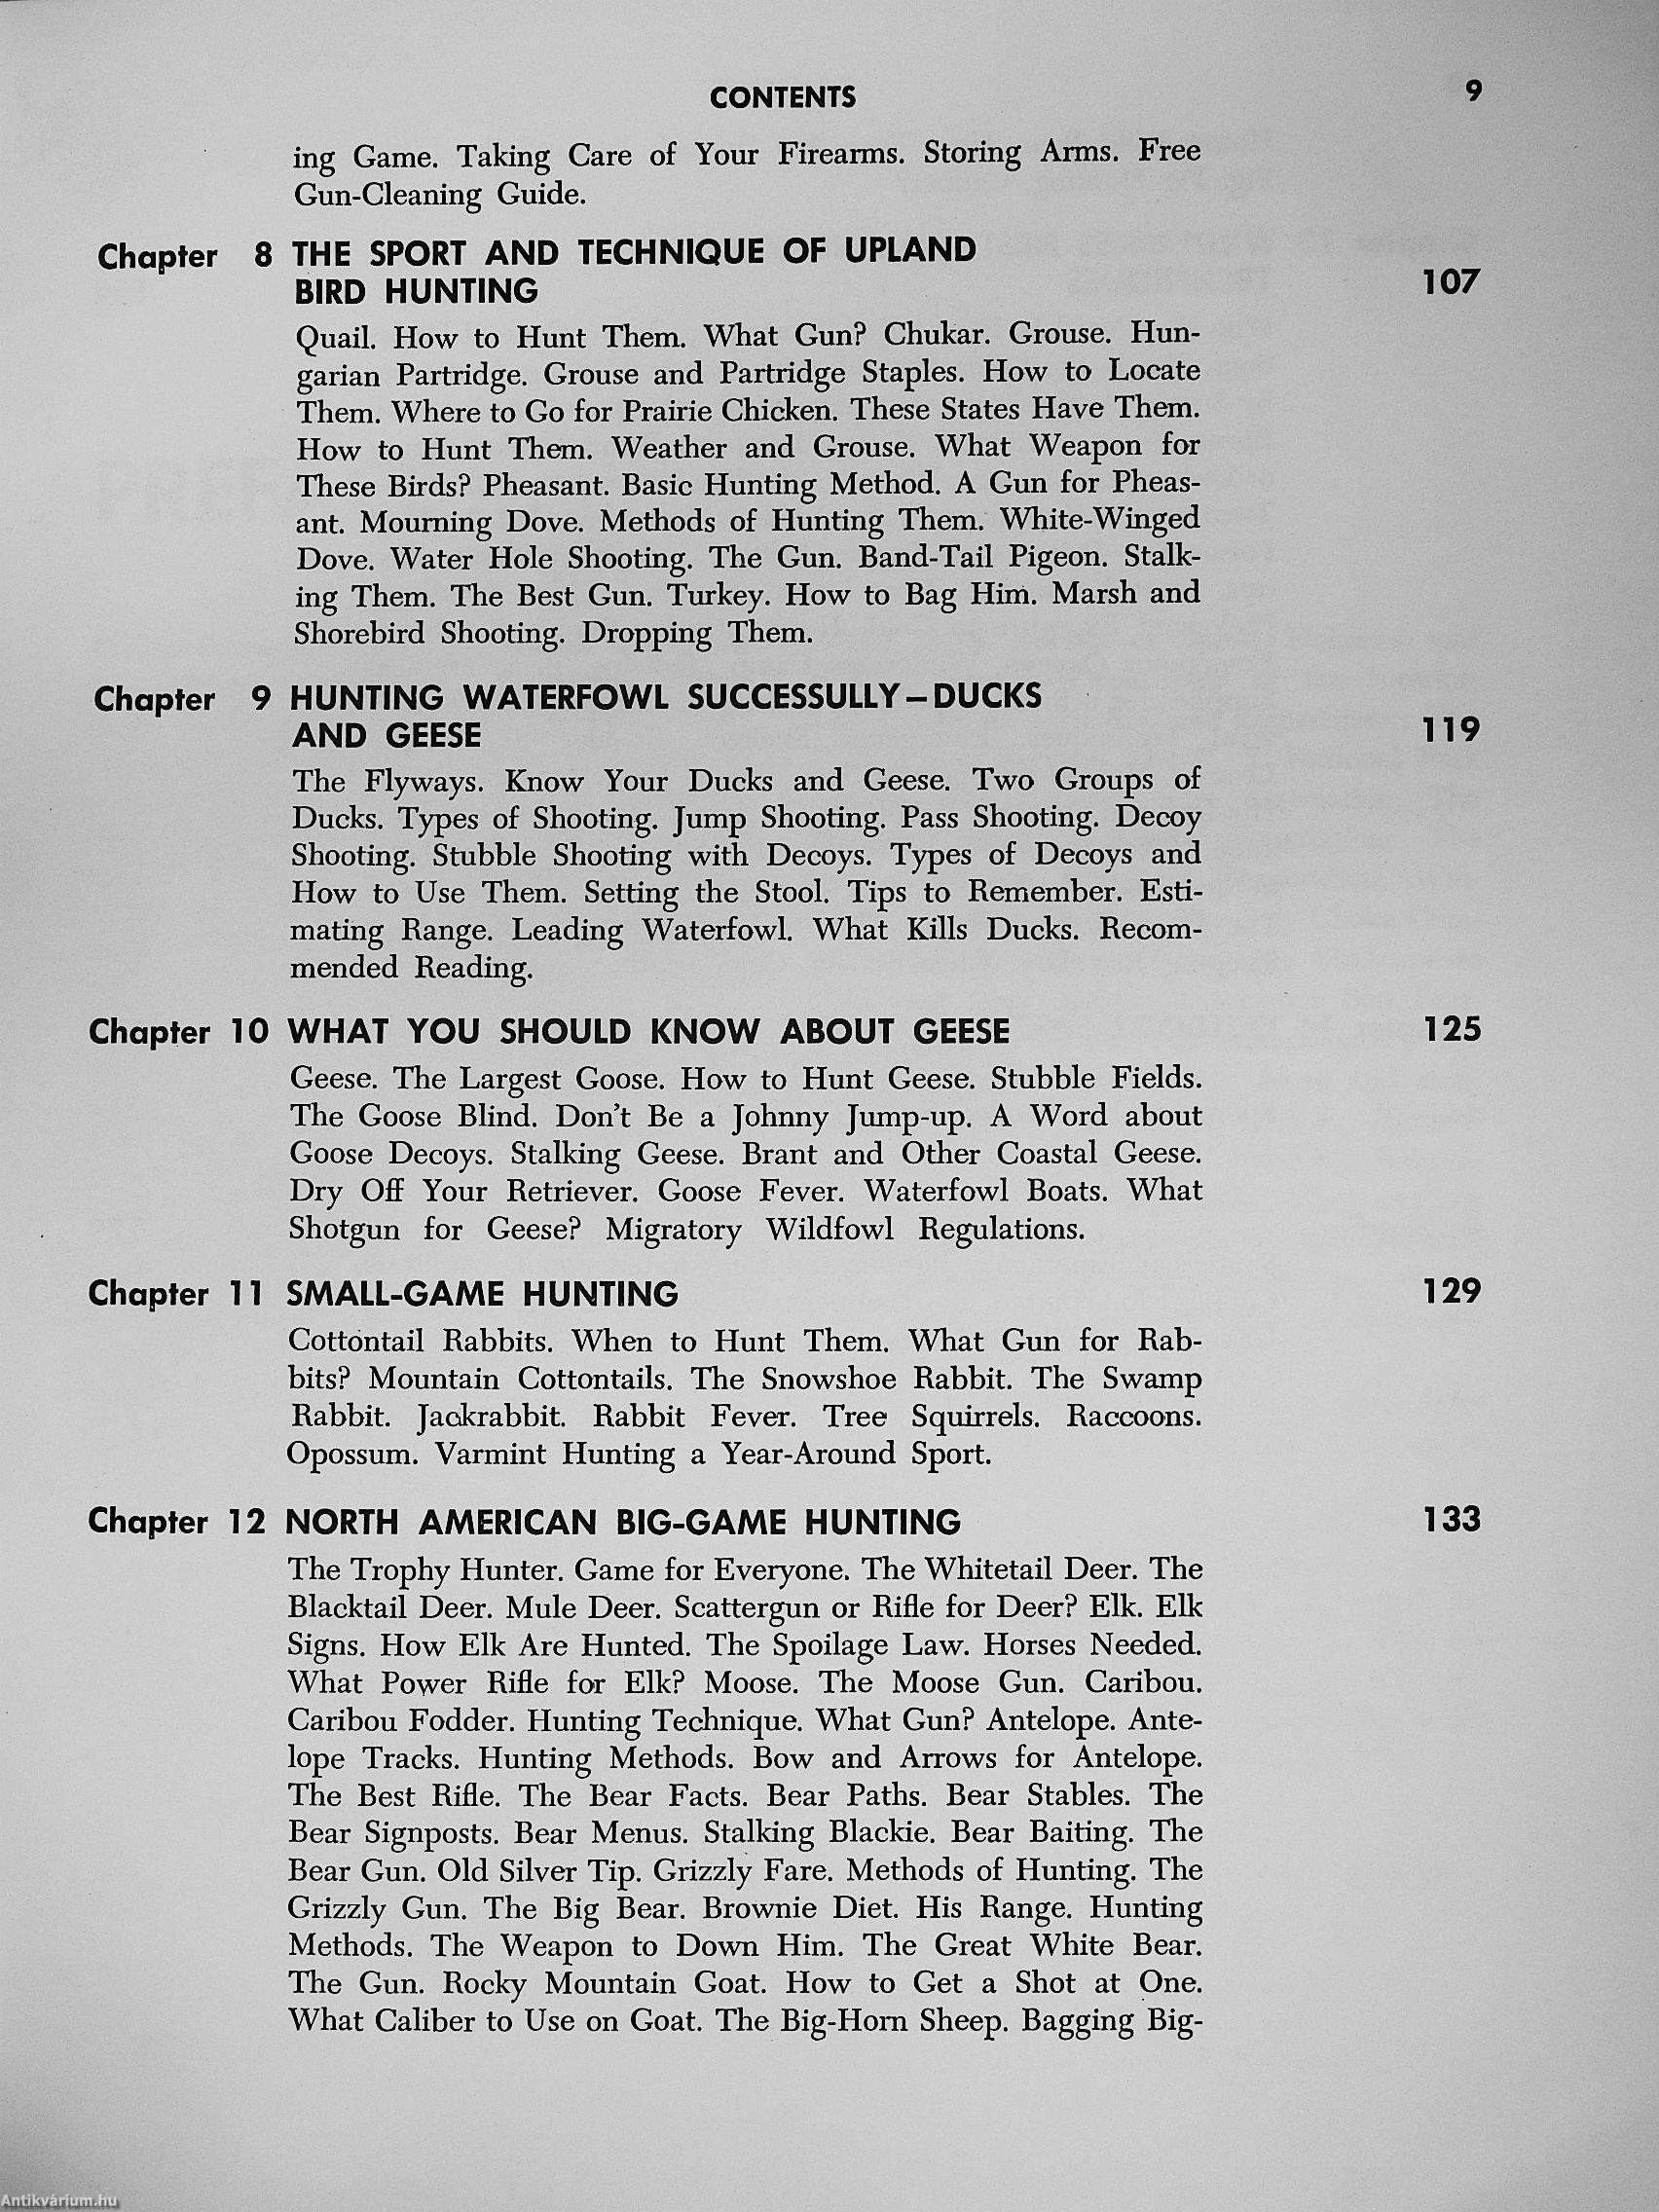 CONTENTS 9
ing Game. Taking Care of Your Firearms. Storing Arms. Free
Gun-Cleaning Guide.
Chapter 8 THE SPORT AND TECHNIQUE OF UPLAND
BIRD HUNTING 107
Quail. How to Hunt Them. What Gun? Chukar. Grouse. Hun-
garian Partridge. Grouse and Partridge Staples. How to Locate
Them. Where to Go for Prairie Chicken. These States Have Them.
How to Hunt Them. Weather and Grouse. What Weapon for
These Birds? Pheasant. Basic Hunting Method. A Gun for Pheas-
ant. Mourning Dove. Methods of Hunting Them. White-Winged
Dove. Water Hole Shooting. The Gun. Band-Tail Pigeon. Stalk-
ing Them. The Best Gun. Turkey. How to Bag Him. Marsh and
Shorebird Shooting. Dropping Them.
Chapter 9 HUNTING WATERFOWL SUCCESSULLY—DUCKS
AND GEESE 119
The Flyways. Know Your Ducks and Geese. Two Groups of
Ducks. Types of Shooting. Jump Shooting. Pass Shooting. Decoy
Shooting. Stubble Shooting with Decoys. Types of Decoys and
How to Use Them. Setting the Stool. Tips to Remember. Esti-
mating Range. Leading Waterfowl. What Kills Ducks. Recom-
mended Reading.
Chapter 10 WHAT YOU SHOULD KNOW ABOUT GEESE 125
Geese. The Largest Goose. How to Hunt Geese. Stubble Fields.
The Goose Blind. Don't Be a Johnny Jump-up. A Word about
Goose Decoys. Stalking Geese. Brant and Other Coastal Geese.
Dry Off Your Retriever. Goose Fever. Waterfowl Boats. What
Shotgun for Geese? Migratory Wildfowl Regulations.
Chapter 11 SMALL-GAME HUNTING 129
Cottontail Rabbits. When to Hunt Them. What Gun for Rab-
bits? Mountain Cottontails. The Snowshoe Rabbit. The Swamp
Rabbit. Jackrabbit. Rabbit Fever. Tree Squirrels. Raccoons.
Opossum. Varmint Hunting a Year-Around Sport.
Chapter 12 NORTH AMERICAN BIG-GAME HUNTING 133
The Trophy Hunter. Game for Everyone. The Whitetail Deer. The
Blacktail Deer. Mule Deer. Scattergun or Rifle for Deer? Elk. Elk
Signs. How Elk Are Hunted. The Spoilage Law. Horses Needed.
What Power Rifle for Elk? Moose. The Moose Gun. Caribou.
Caribou Fodder. Hunting Technique. What Gun? Antelope. Ante-
lope Tracks. Hunting Methods. Bow and Arrows for Antelope.
The Best Rifle. The Bear Facts. Bear Paths. Bear Stables. The
Bear Signposts. Bear Menus. Stalking Blackie. Bear Baiting. The
Bear Gun. Old Silver Tip. Grizzly Fare. Methods of Hunting. The
Grizzly Gun. The Big Bear. Brownie Diet. His Range. Hunting
Methods. The Weapon to Down Him. The Great White Bear.
The Gun. Rocky Mountain Goat. How to Get a Shot at One.
What Caliber to Use on Goat. The Big-Horn Sheep. Bagging Big-
Antikvárium.hu